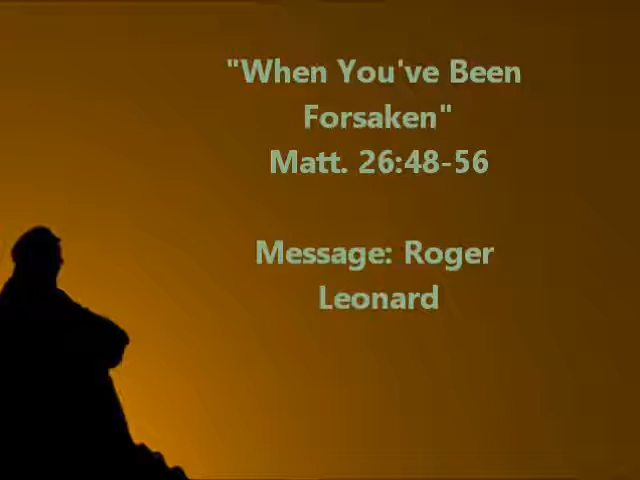 "When You've Been
Forsaken"
Matt. 26:48-56
Message: Roger
Leonard